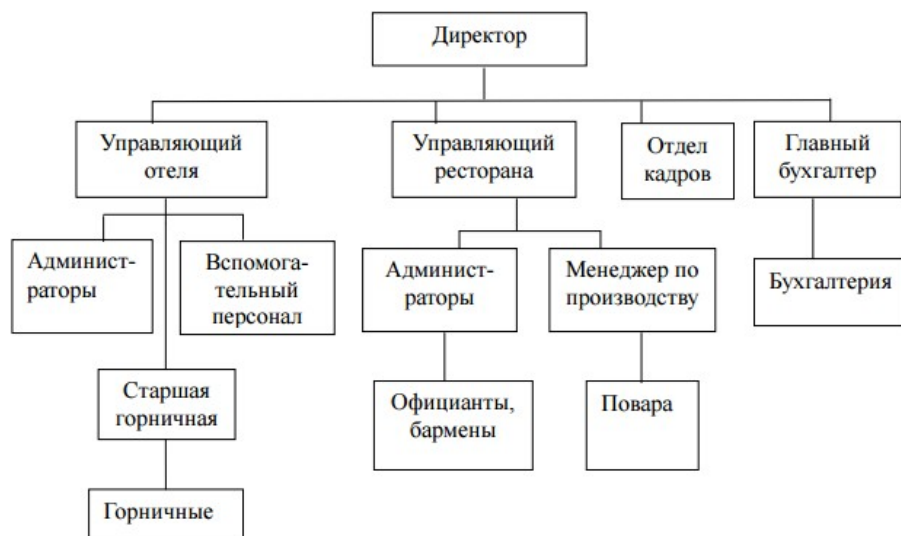 Директор
Управляющий
отеля
Управляющий
ресторана
Отдел
кадров
Главный
бухгалтер
Админист-
раторы
Вспомога-
тельный
персонал
Админист-
раторы
Менеджер по
производству
Бухгалтерия
Старшая
горничная
Официанты,
бармены
Повара
Горничные